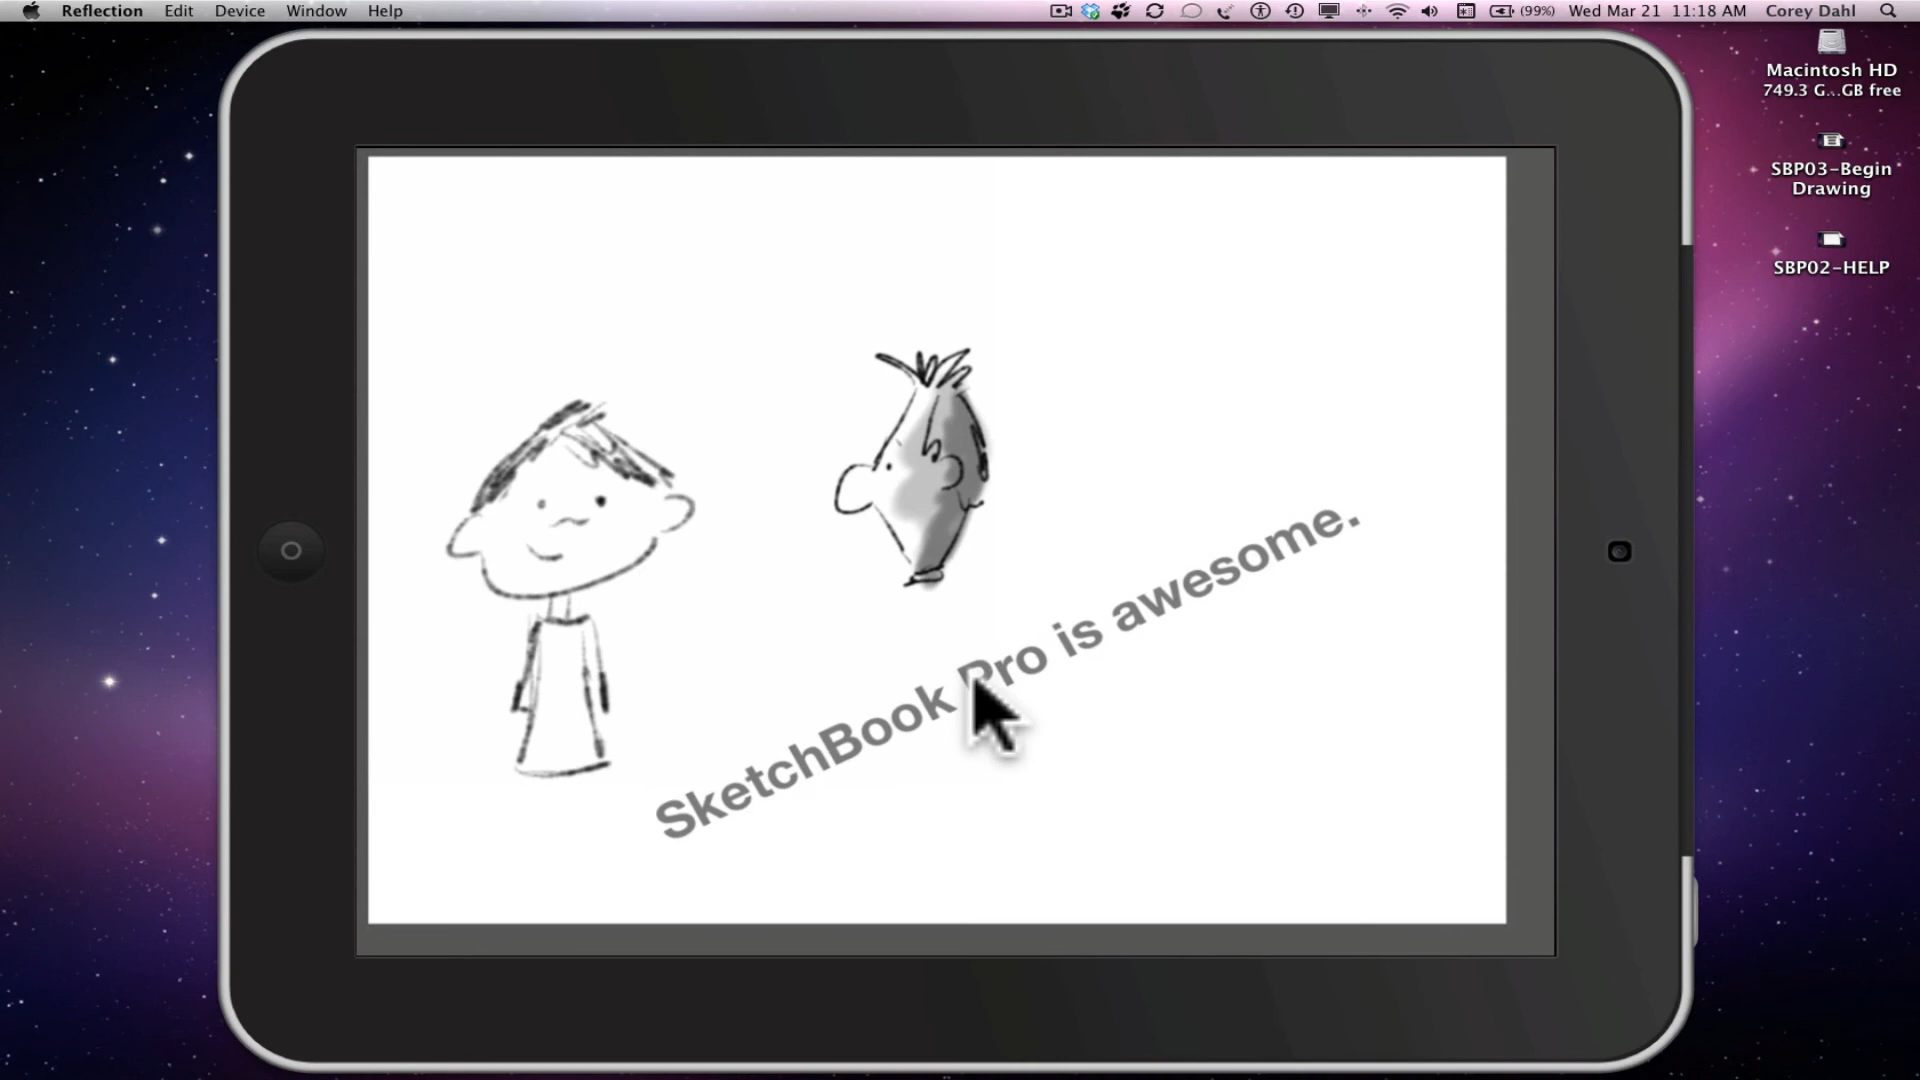 Reflection Edit Device Window Help (99%) Wed Mar 21 11:18 AM Corey Dahl
Macintosh HD
749.3 G...GB free
SBP03-Begin
Drawing
SBP02-HELP
SketchBook Pro is awesome.